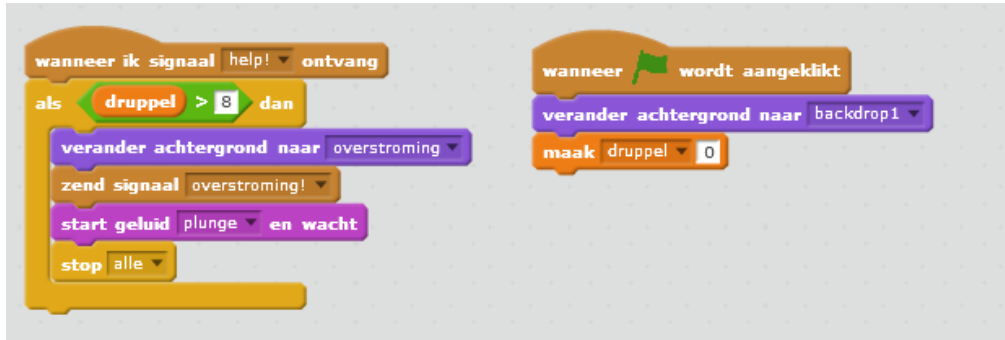 wanneer ik signaal help! ontvang
als druppel > 8 dan
verander achtergrond naar overstroming
zend signaal overstroming!
start geluid plunge en wacht
stop alle
wanneer wordt aangeklikt
verander achtergrond naar backdrop1
maak druppel 0